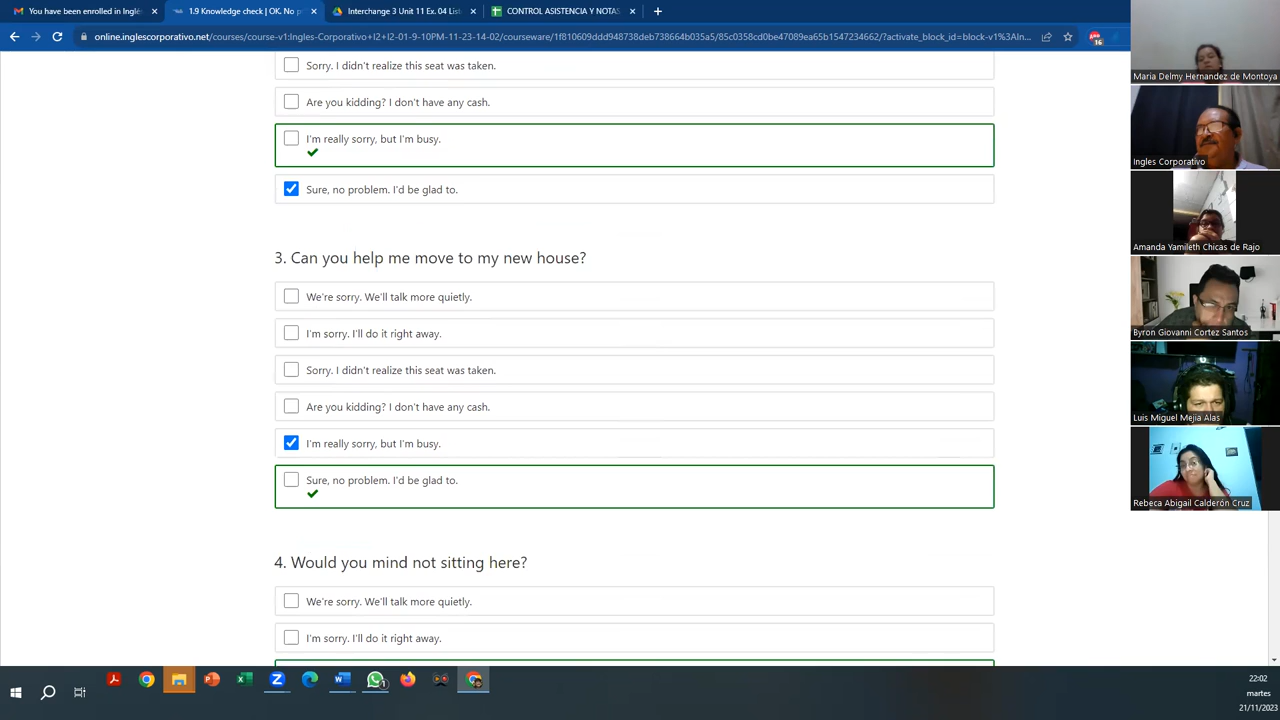 You have been enrolled in Inglé
1.9 Knowledge check | OK. No p
Interchange 3 Unit 11 Ex. 04 List
CONTROL ASISTENCIA Y NOTAS
online.inglescorporativo.net/courses/course-v1:Ingles-Corporativo+I2+I2-01-9-10PM-11-23-14-02/courseware/1f810609ddd948738deb738664b035a5/85c0358cd0be47089ea65b1547234662/?activate_block_id=block-v1%3AIn...
16
Sorry. I didn't realize this seat was taken.
Are you kidding? I don't have any cash.
I'm really sorry, but I'm busy.
Sure, no problem. I'd be glad to.
3. Can you help me move to my new house?
We're sorry. We'll talk more quietly.
I'm sorry. I'll do it right away.
Sorry. I didn't realize this seat was taken.
Are you kidding? I don't have any cash.
I'm really sorry, but I'm busy.
Sure, no problem. I'd be glad to.
4. Would you mind not sitting here?
We're sorry. We'll talk more quietly.
I'm sorry. I'll do it right away.
Maria Delmy Hernandez de Montoya
Ingles Corporativo
Amanda Yamileth Chicas de Rajo
Byron Giovanni Cortez Santos
Luis Miguel Mejia Alas
Rebeca Abigail Calderón Cruz
22:02
martes
21/11/2023